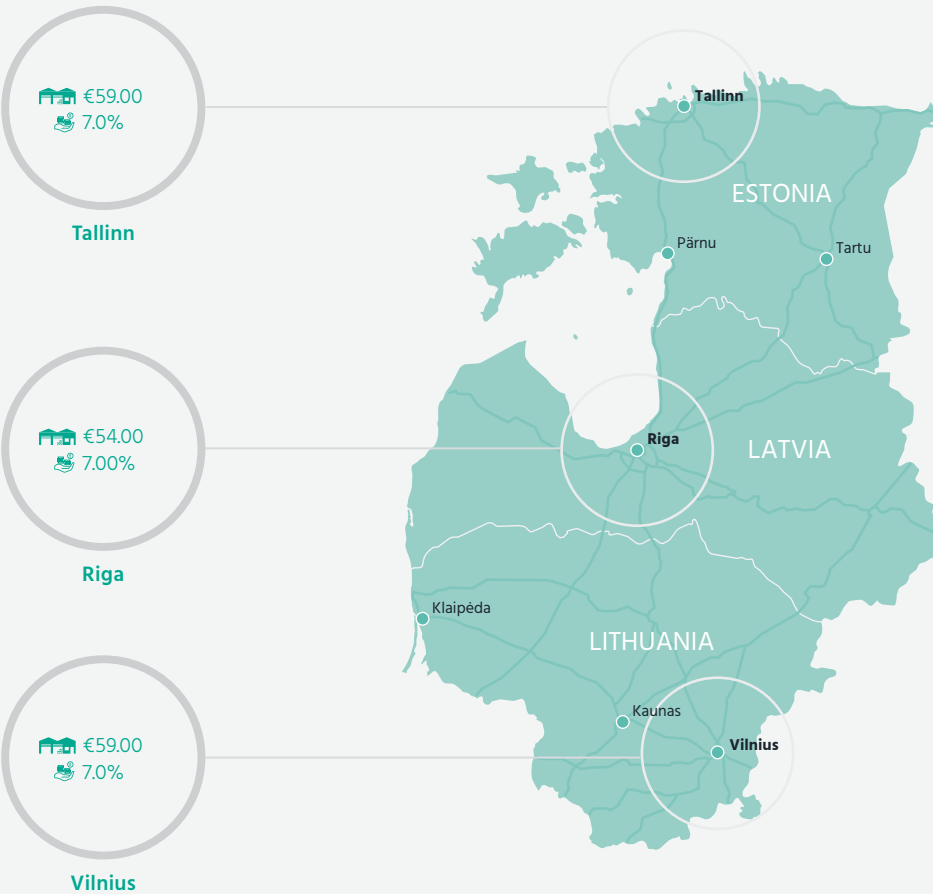 €59.00
7.0%
Tallinn
€54.00
7.00%
Riga
€59.00
7.0%
Vilnius
Tallinn
ESTONIA
Pärnu
Tartu
Riga
LATVIA
Klaipėda
LITHUANIA
Kaunas
Vilnius